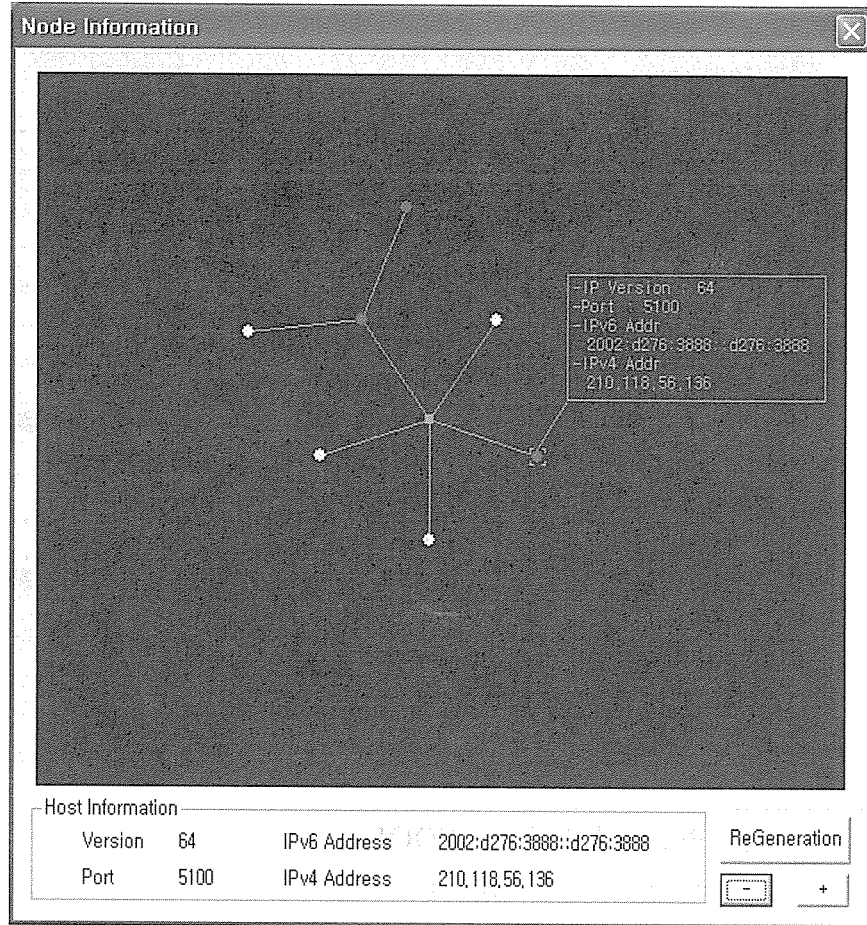 Node Information
-IP Version : 64
-Port : 5100
-IPv6 Addr
2002:d276:3888::d276:3888
-IPv4 Addr
210,118,56,136
Host Information
Version 64 IPv6 Address 2002:d276:3888::d276:3888
Port 5100 IPv4 Address 210,118,56,136
ReGeneration
- +